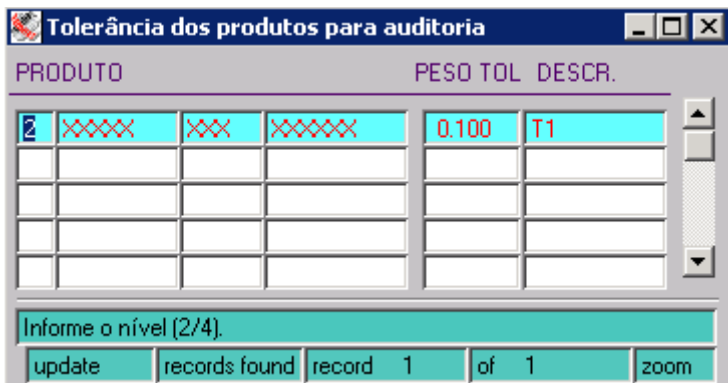 Tolerância dos produtos para auditoria
PRODUTO PESO TOL DESCR.
2 XXXXX XXX XXXXXX 0.100 T1
Informe o nível (2/4).
update records found record 1 of 1 zoom